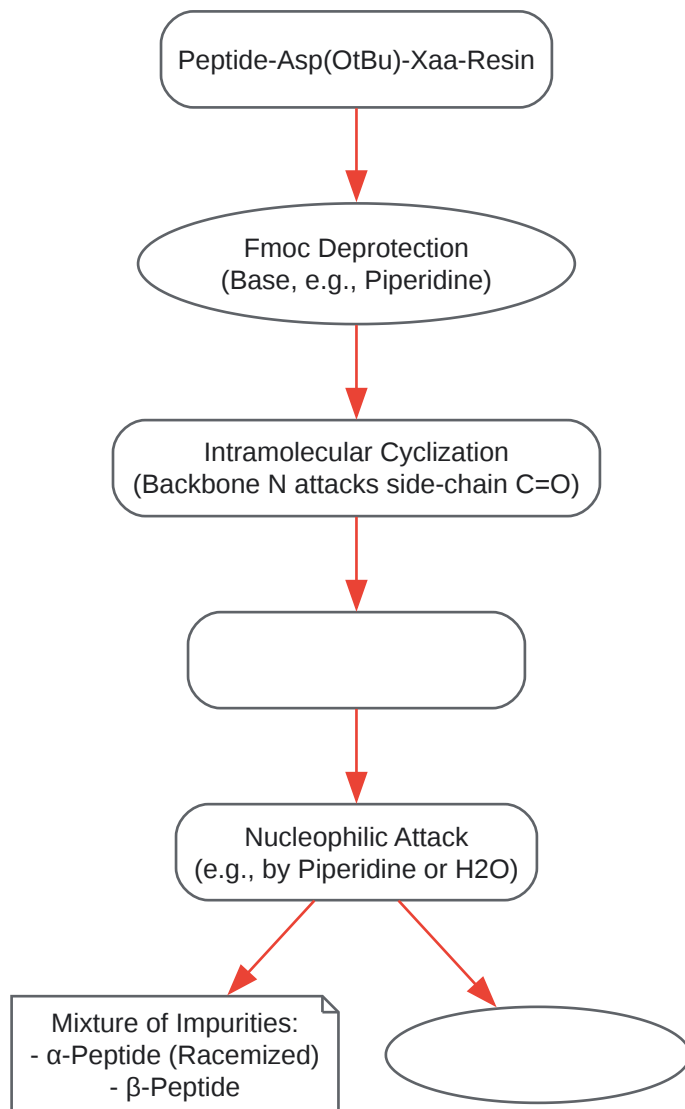 Peptide-Asp(OtBu)-Xaa-Resin
Fmoc Deprotection
(Base, e.g., Piperidine)
Intramolecular Cyclization
(Backbone N attacks side-chain C=O)
Nucleophilic Attack
(e.g., by Piperidine or H2O)
Mixture of Impurities:
- α-Peptide (Racemized)
- β-Peptide